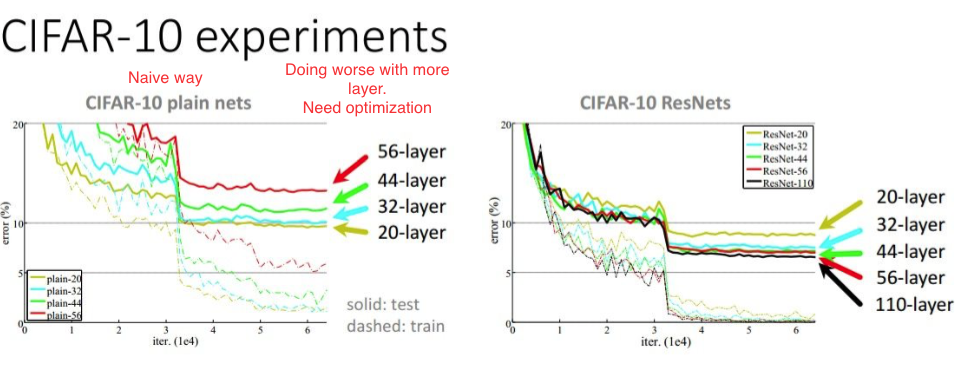 CIFAR-10 experiments
Naive way
Doing worse with more
layer.
Need optimization
CIFAR-10 plain nets
20
10
5
0
0
1
2
3
4
5
6
error (%)
iter. (1e4)
plain-20
plain-32
plain-44
plain-56
56-layer
44-layer
32-layer
20-layer
solid: test
dashed: train
CIFAR-10 ResNets
20
10
5
0
0
1
2
3
4
5
6
error (%)
iter. (1e4)
ResNet-20
ResNet-32
ResNet-44
ResNet-56
ResNet-110
20-layer
32-layer
44-layer
56-layer
110-layer